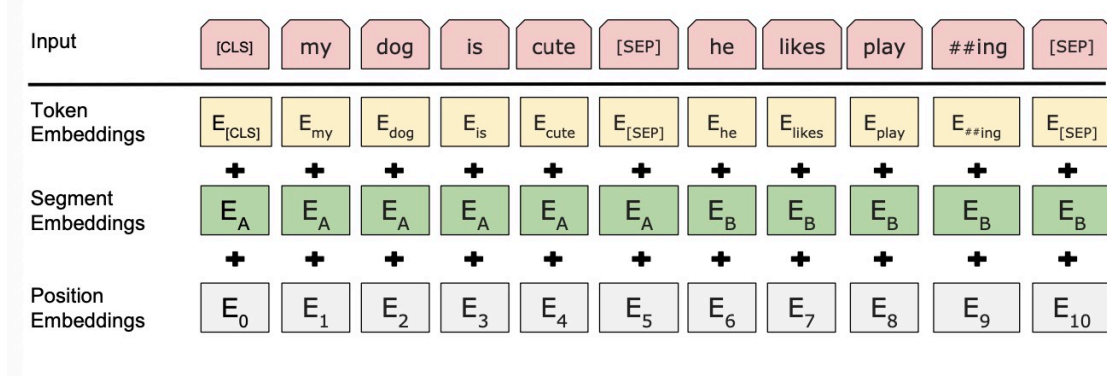 Input [CLS] my dog is cute [SEP] he likes play ##ing [SEP]
Token
Embeddings E[CLS] Emy Edog Eis Ecute E[SEP] Ehe Elikes Eplay E##ing E[SEP]
+ + + + + + + + + + +
Segment
Embeddings EA EA EA EA EA EA EB EB EB EB EB
+ + + + + + + + + + +
Position
Embeddings E0 E1 E2 E3 E4 E5 E6 E7 E8 E9 E10